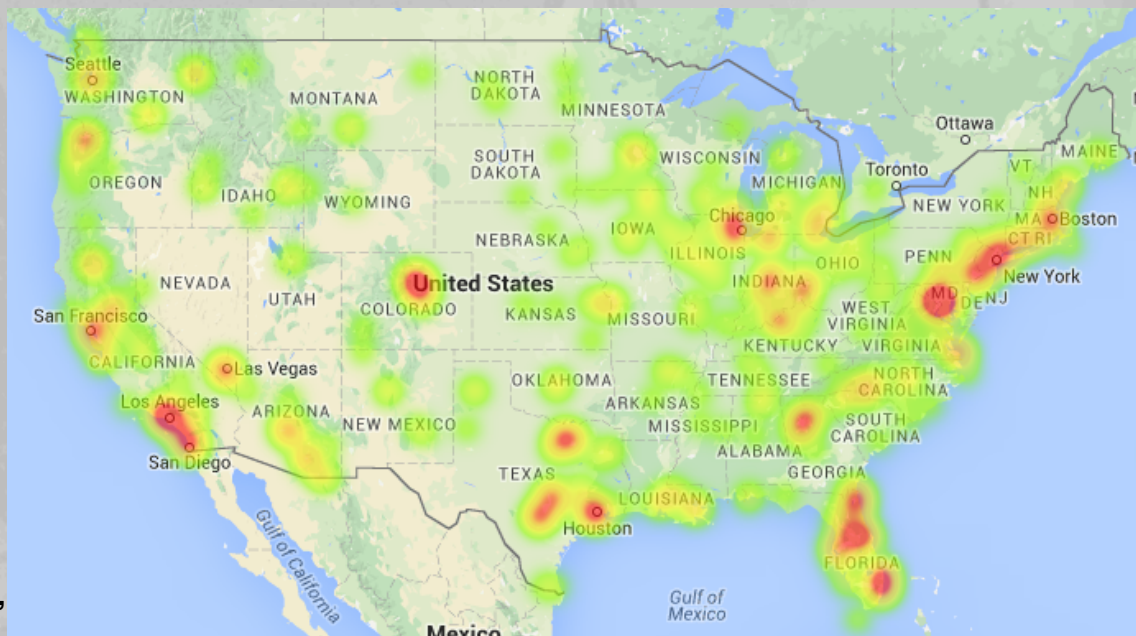 Seattle
WASHINGTON
MONTANA
NORTH
DAKOTA
MINNESOTA
Ottawa
MAINE
VT
Toronto
OREGON
IDAHO
WYOMING
SOUTH
DAKOTA
WISCONSIN
MICHIGAN
NEW YORK
NH
MA
Boston
CT RI
Chicago
IOWA
NEBRASKA
ILLINOIS
INDIANA
OHIO
PENN
New York
NEVADA
UTAH
United States
COLORADO
KANSAS
MISSOURI
WEST
VIRGINIA
MD
DE
NJ
San Francisco
CALIFORNIA
Las Vegas
KENTUCKY
VIRGINIA
Los Angeles
ARIZONA
NEW MEXICO
OKLAHOMA
ARKANSAS
TENNESSEE
NORTH
CAROLINA
MISSISSIPPI
SOUTH
CAROLINA
San Diego
TEXAS
ALABAMA
GEORGIA
LOUISIANA
Houston
FLORIDA
Gulf of California
Gulf of
Mexico
Mexico
,